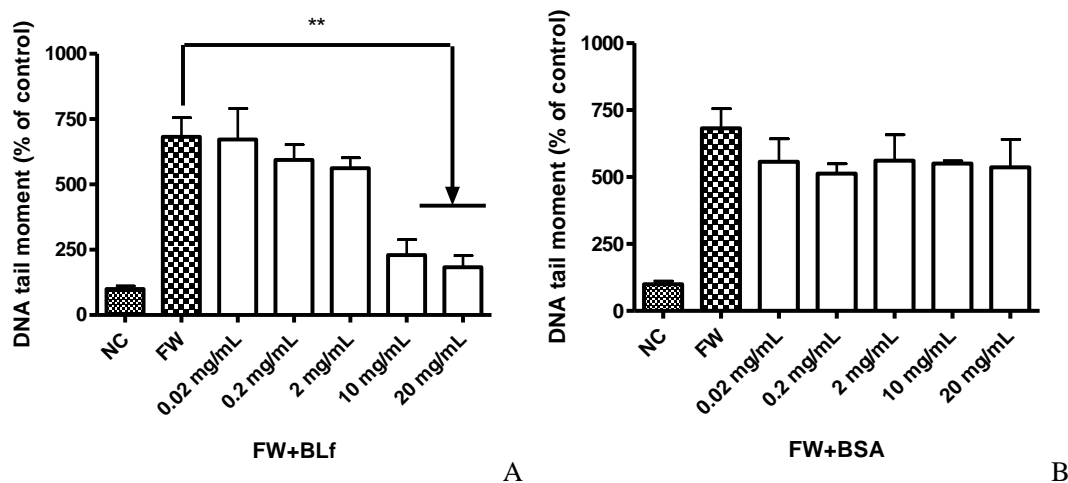 **
DNA tail moment (% of control)
1000
750
500
250
0
NC
FW
0.02 mg/mL
0.2 mg/mL
2 mg/mL
10 mg/mL
20 mg/mL
FW+BLf
A
DNA tail moment (% of control)
1000
750
500
250
0
NC
FW
0.02 mg/mL
0.2 mg/mL
2 mg/mL
10 mg/mL
20 mg/mL
FW+BSA
B